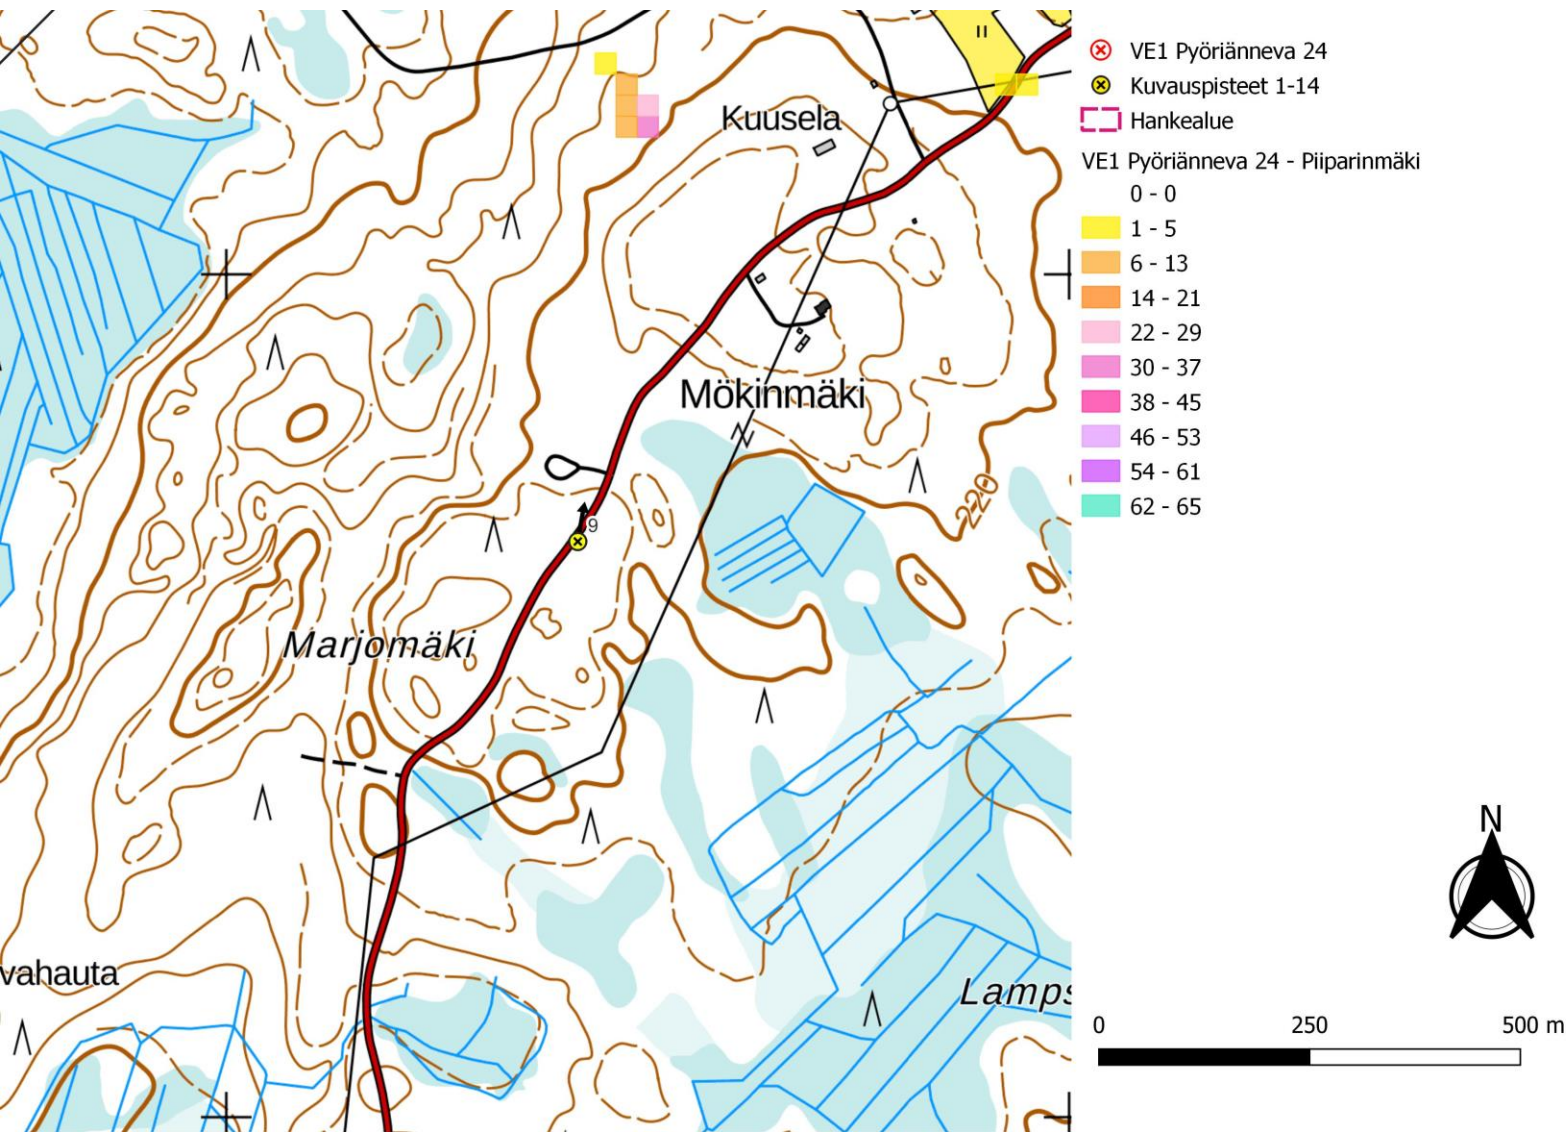 Kuusela
Mökinmäki
220
9
Marjomäki
vahauta
Lamps
VE1 Pyöriänneva 24
Kuvauspisteet 1-14
Hankealue
VE1 Pyöriänneva 24 - Piiparinmäki
0 - 0
1 - 5
6 - 13
14 - 21
22 - 29
30 - 37
38 - 45
46 - 53
54 - 61
62 - 65
N
0 250 500 m